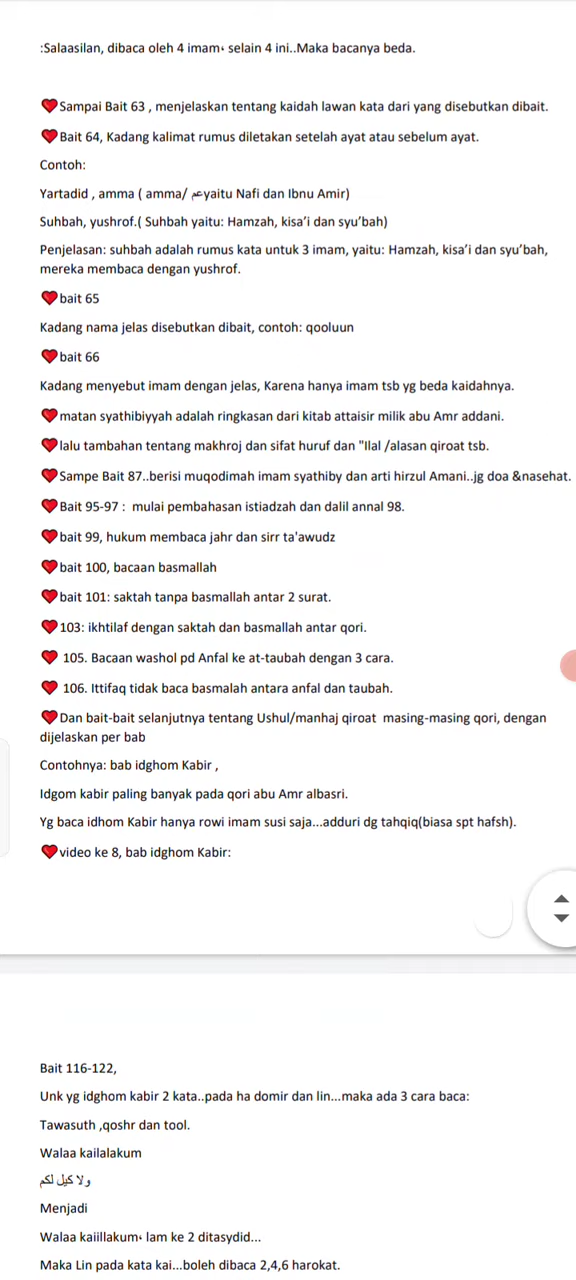 :Salaasilan, dibaca oleh 4 imam، selain 4 ini..Maka bacanya beda.
Sampai Bait 63 , menjelaskan tentang kaidah lawan kata dari yang disebutkan dibait.
Bait 64, Kadang kalimat rumus diletakan setelah ayat atau sebelum ayat.
Contoh:
Yartadid , amma ( amma/ عم yaitu Nafi dan Ibnu Amir)
Suhbah, yushrof.( Suhbah yaitu: Hamzah, kisa’i dan syu’bah)
Penjelasan: suhbah adalah rumus kata untuk 3 imam, yaitu: Hamzah, kisa’i dan syu’bah,
mereka membaca dengan yushrof.
bait 65
Kadang nama jelas disebutkan dibait, contoh: qooluun
bait 66
Kadang menyebut imam dengan jelas, Karena hanya imam tsb yg beda kaidahnya.
matan syathibiyyah adalah ringkasan dari kitab attaisir milik abu Amr addani.
lalu tambahan tentang makhroj dan sifat huruf dan "Ilal /alasan qiroat tsb.
Sampe Bait 87..berisi muqodimah imam syathiby dan arti hirzul Amani..jg doa &nasehat.
Bait 95-97 : mulai pembahasan istiadzah dan dalil annal 98.
bait 99, hukum membaca jahr dan sirr ta'awudz
bait 100, bacaan basmallah
bait 101: saktah tanpa basmallah antar 2 surat.
103: ikhtilaf dengan saktah dan basmallah antar qori.
105. Bacaan washol pd Anfal ke at-taubah dengan 3 cara.
106. Ittifaq tidak baca basmalah antara anfal dan taubah.
Dan bait-bait selanjutnya tentang Ushul/manhaj qiroat masing-masing qori, dengan
dijelaskan per bab
Contohnya: bab idghom Kabir ,
Idgom kabir paling banyak pada qori abu Amr albasri.
Yg baca idhom Kabir hanya rowi imam susi saja...adduri dg tahqiq(biasa spt hafsh).
video ke 8, bab idghom Kabir:
Bait 116-122,
Unk yg idghom kabir 2 kata..pada ha domir dan lin...maka ada 3 cara baca:
Tawasuth ,qoshr dan tool.
Walaa kailalakum
ولا كيل لكم
Menjadi
Walaa kaiillakum، lam ke 2 ditasydid...
Maka Lin pada kata kai...boleh dibaca 2,4,6 harokat.